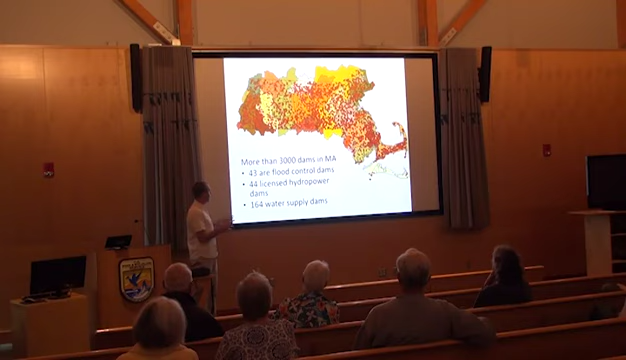 More than 3000 dams in MA
• 43 are flood control dams
• 44 licensed hydropower
dams
• 164 water supply dams